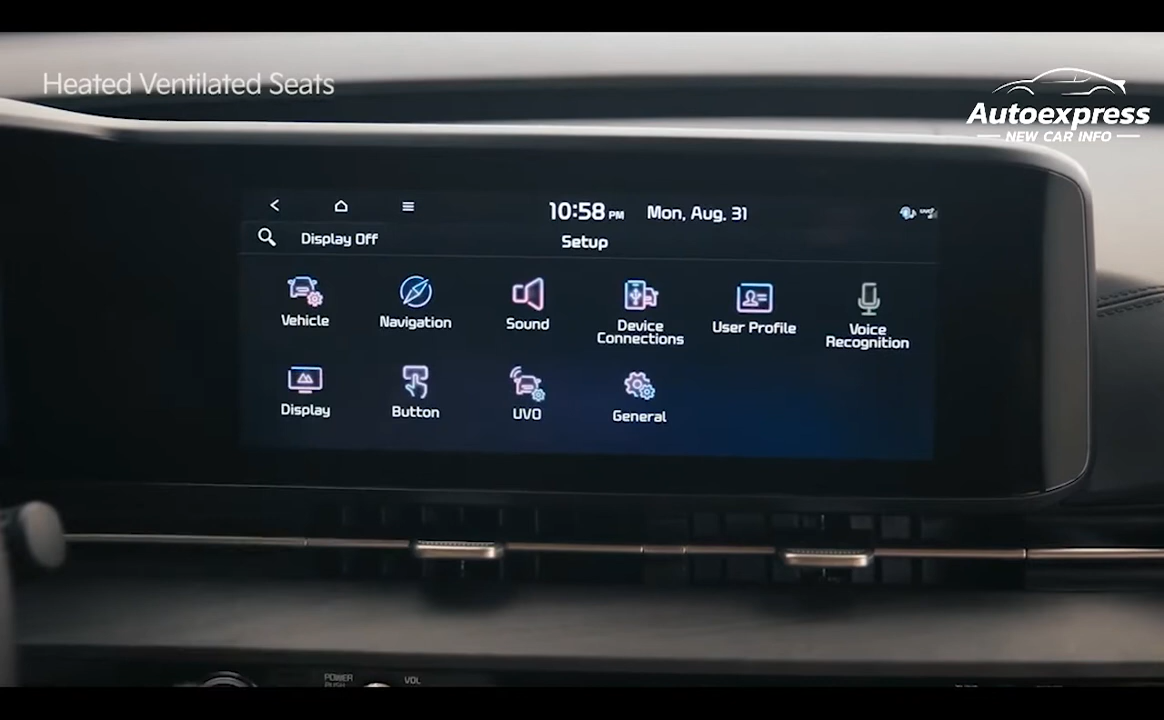 Heated Ventilated Seats
Autoexpress
NEW CAR INFO
10:58 PM Mon, Aug. 31
Display Off
Setup
Vehicle
Navigation
Sound
Device
Connections
User Profile
Voice
Recognition
Display
Button
UVO
General
POWER
PUSH
VOL